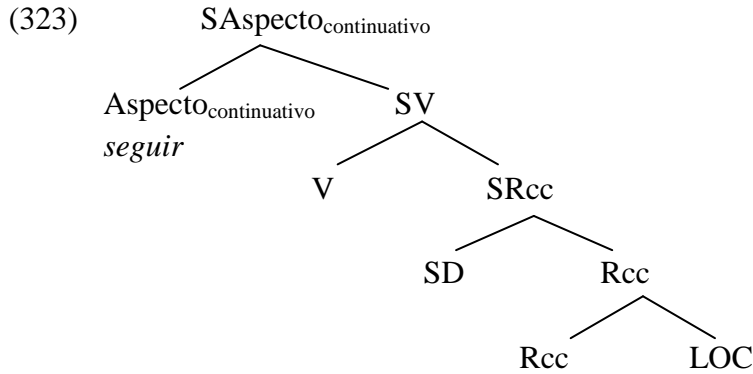 (323) SAspecto continuativo
Aspecto continuativo SV
seguir
V SRcc
SD Rcc
Rcc LOC